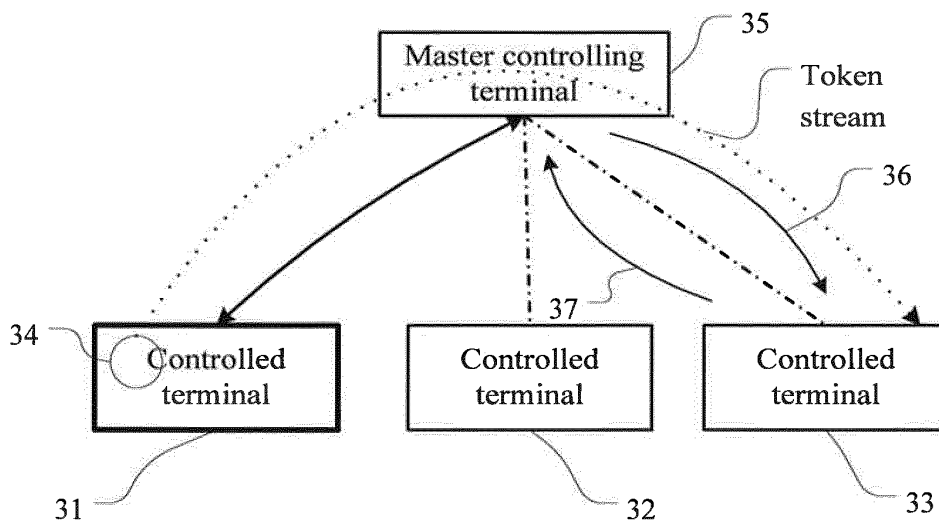 35
Master controlling
terminal
Token
stream
36
37
34
Controlled
terminal
Controlled
terminal
Controlled
terminal
31
32
33